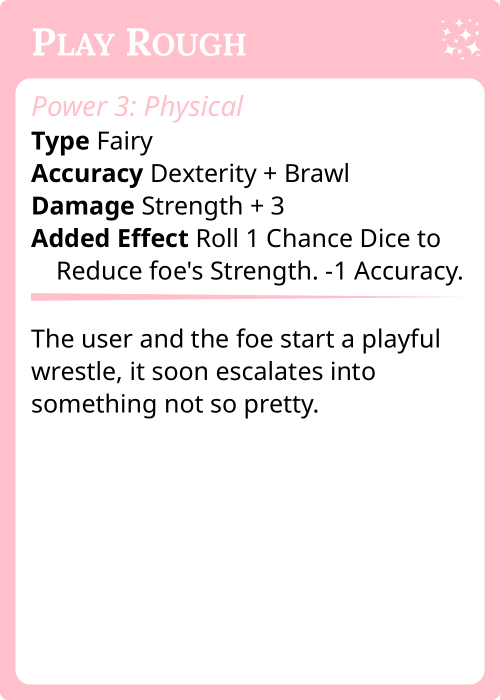 Play Rough
Power 3: Physical
Type Fairy
Accuracy Dexterity + Brawl
Damage Strength + 3
Added Effect Roll 1 Chance Dice to
Reduce foe's Strength. -1 Accuracy.
The user and the foe start a playful
wrestle, it soon escalates into
something not so pretty.